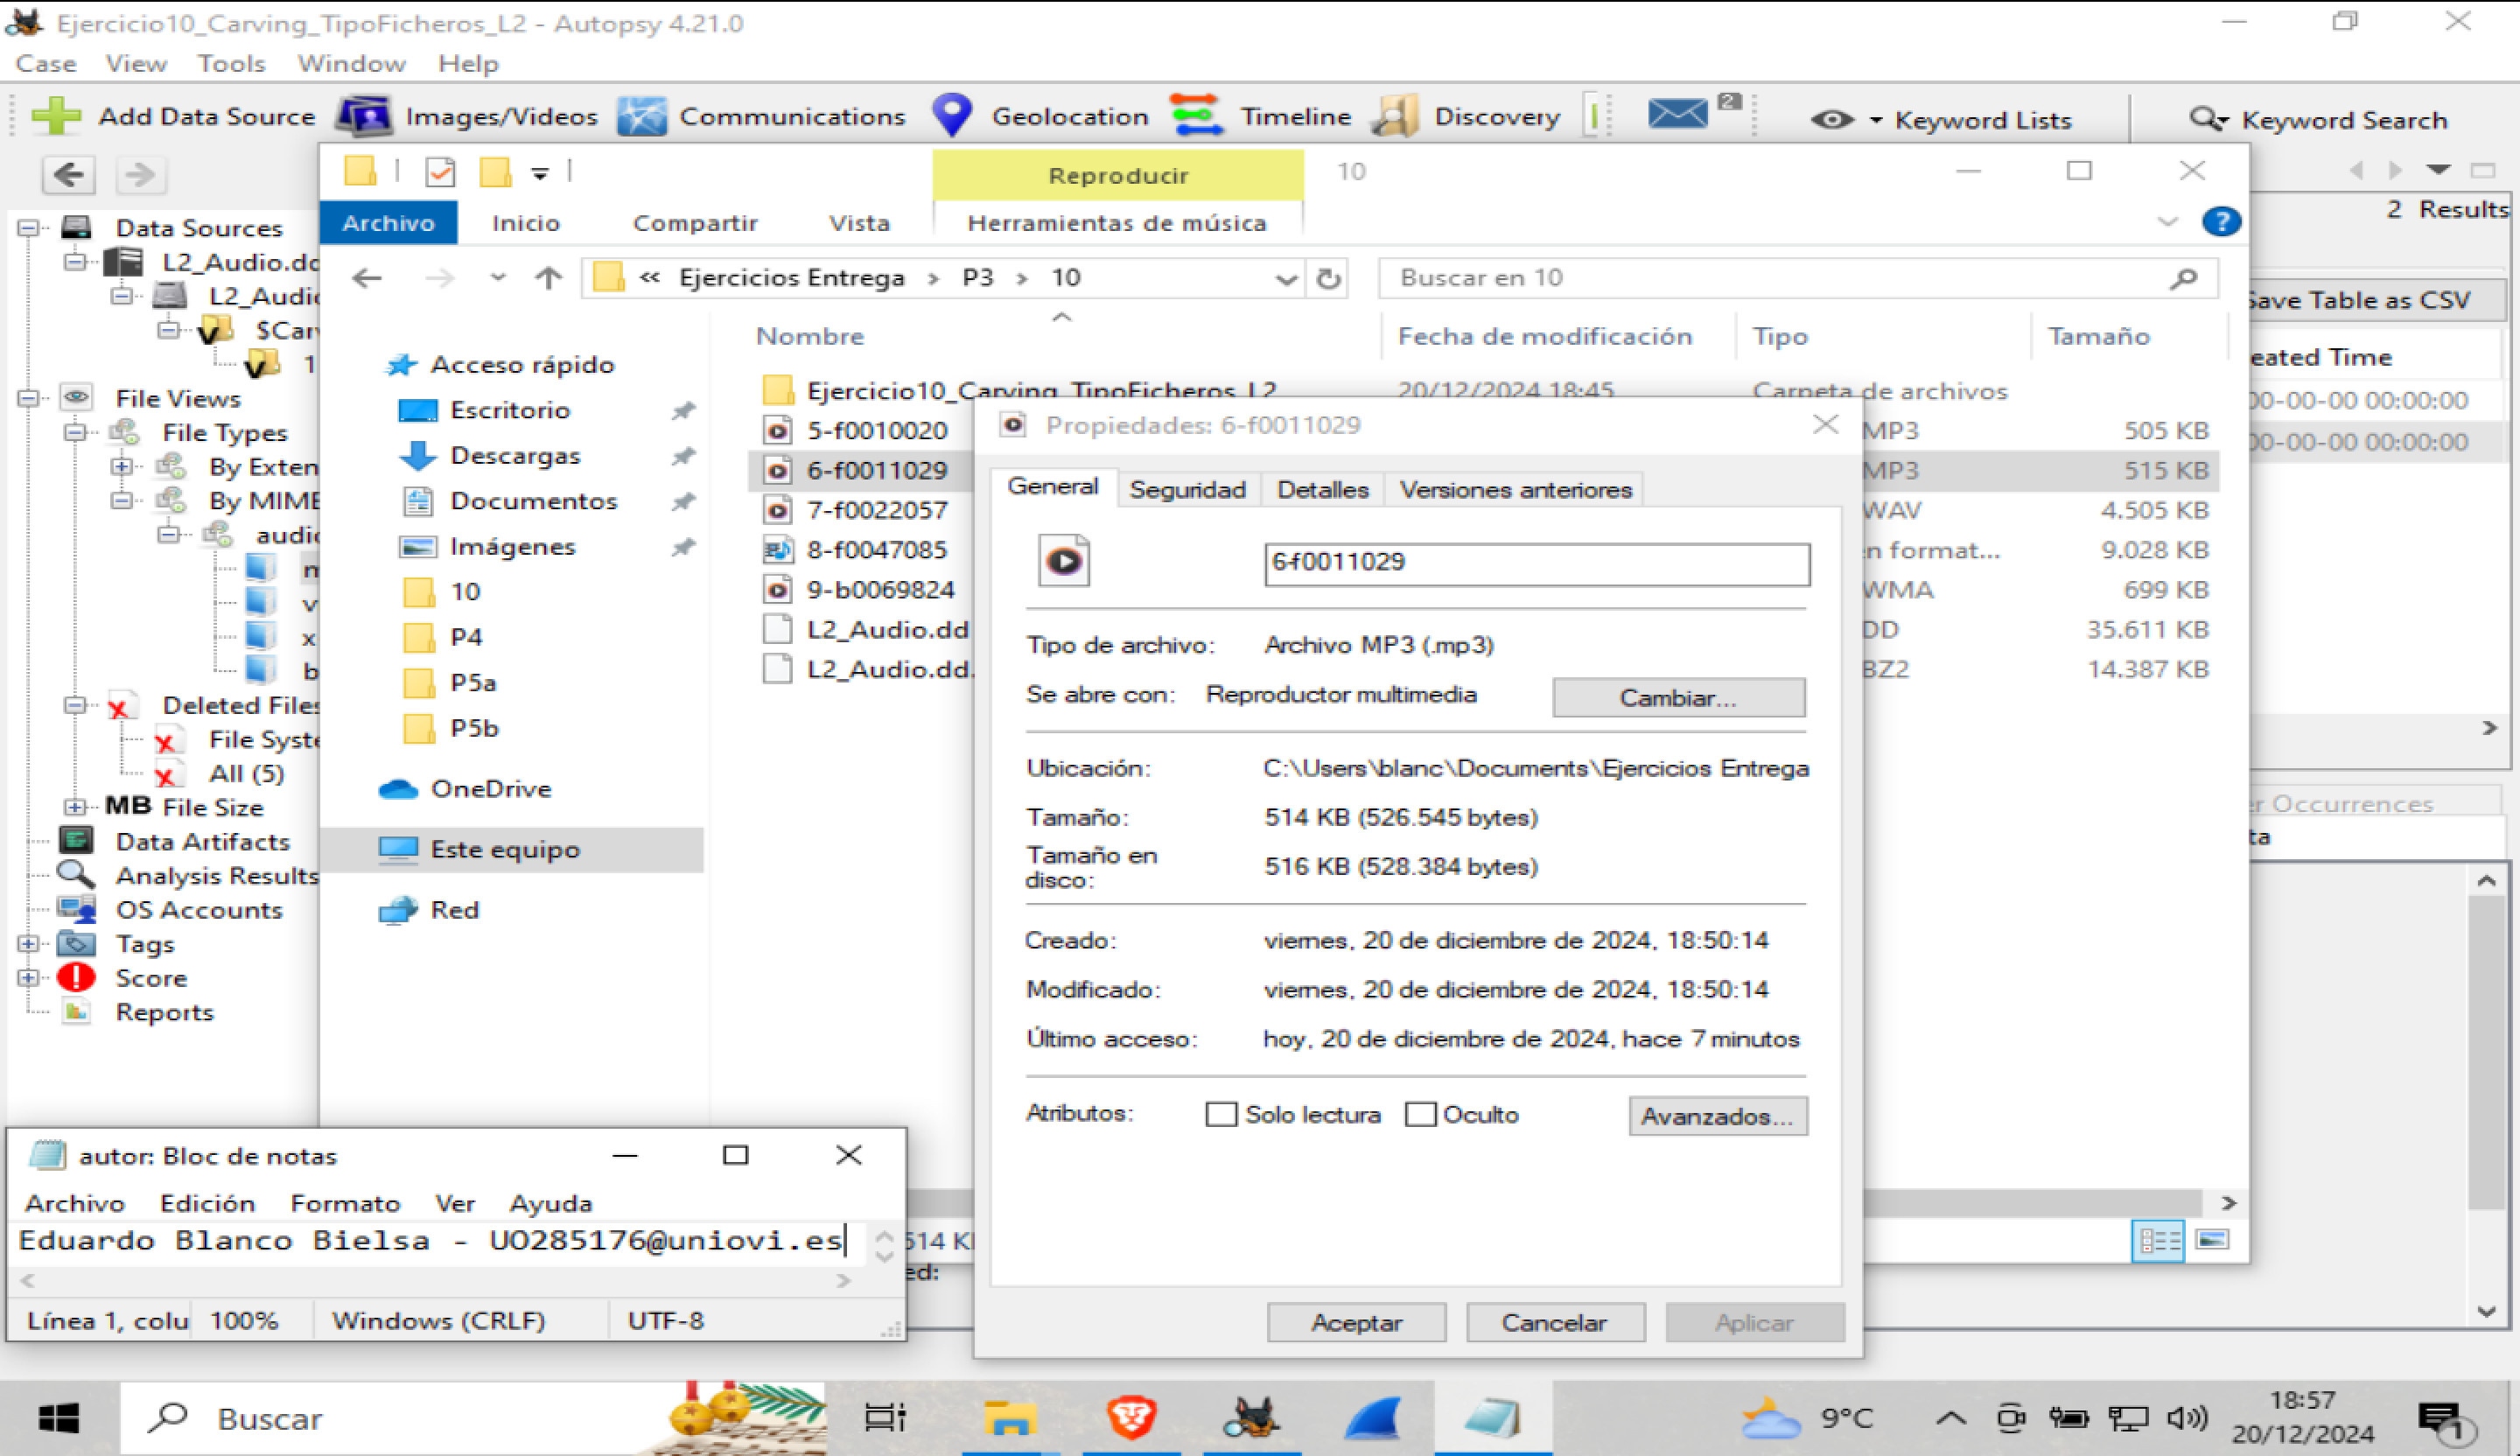 Ejercicio10_Carving_TipoFicheros_L2 - Autopsy 4.21.0
Case View Tools Window Help
Add Data Source Images/Videos Communications Geolocation Timeline Discovery 2 Keyword Lists Keyword Search
Reproducir 10
Archivo Inicio Compartir Vista Herramientas de música ?
2 Results
« Ejercicios Entrega > P3 > 10 Buscar en 10
Save Table as CSV
Nombre Fecha de modificación Tipo Tamaño
eated Time
00-00-00 00:00:00
00-00-00 00:00:00
Data Sources
L2_Audio.dd
L2_Audio
$Carv
1
File Views
File Types
By Exten
By MIME
audio
m
v
x
b
Deleted Files
File Syste
All (5)
MB File Size
Data Artifacts
Analysis Results
OS Accounts
Tags
Score
Reports
Acceso rápido
Escritorio
Descargas
Documentos
Imágenes
10
P4
P5a
P5b
OneDrive
Este equipo
Red
Ejercicio10_Carving_TipoFicheros_L2 20/12/2024 18:45 Carpeta de archivos
5-f0010020 MP3 505 KB
6-f0011029 MP3 515 KB
7-f0022057 WAV 4.505 KB
8-f0047085 en format... 9.028 KB
9-b0069824 WMA 699 KB
L2_Audio.dd DD 35.611 KB
L2_Audio.dd. BZ2 14.387 KB
er Occurrences
ta
Propiedades: 6-f0011029
General Seguridad Detalles Versiones anteriores
6-f0011029
Tipo de archivo: Archivo MP3 (.mp3)
Se abre con: Reproductor multimedia Cambiar...
Ubicación: C:\Users\blanc\Documents\Ejercicios Entrega
Tamaño: 514 KB (526.545 bytes)
Tamaño en
disco: 516 KB (528.384 bytes)
Creado: viernes, 20 de diciembre de 2024, 18:50:14
Modificado: viernes, 20 de diciembre de 2024, 18:50:14
Último acceso: hoy, 20 de diciembre de 2024, hace 7 minutos
Atributos: Solo lectura Oculto Avanzados...
Aceptar Cancelar Aplicar
514 K
ed:
autor: Bloc de notas
Archivo Edición Formato Ver Ayuda
Eduardo Blanco Bielsa - UO285176@uniovi.es
Línea 1, colu 100% Windows (CRLF) UTF-8
Buscar 9°C 18:57
20/12/2024 1